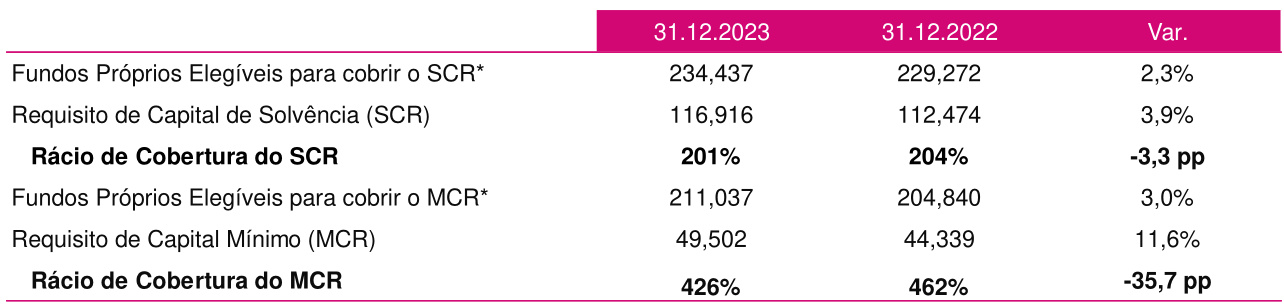 31.12.2023 31.12.2022 Var.
Fundos Próprios Elegíveis para cobrir o SCR* 234,437 229,272 2,3%
Requisito de Capital de Solvência (SCR) 116,916 112,474 3,9%
Rácio de Cobertura do SCR 201% 204% -3,3 pp
Fundos Próprios Elegíveis para cobrir o MCR* 211,037 204,840 3,0%
Requisito de Capital Mínimo (MCR) 49,502 44,339 11,6%
Rácio de Cobertura do MCR 426% 462% -35,7 pp